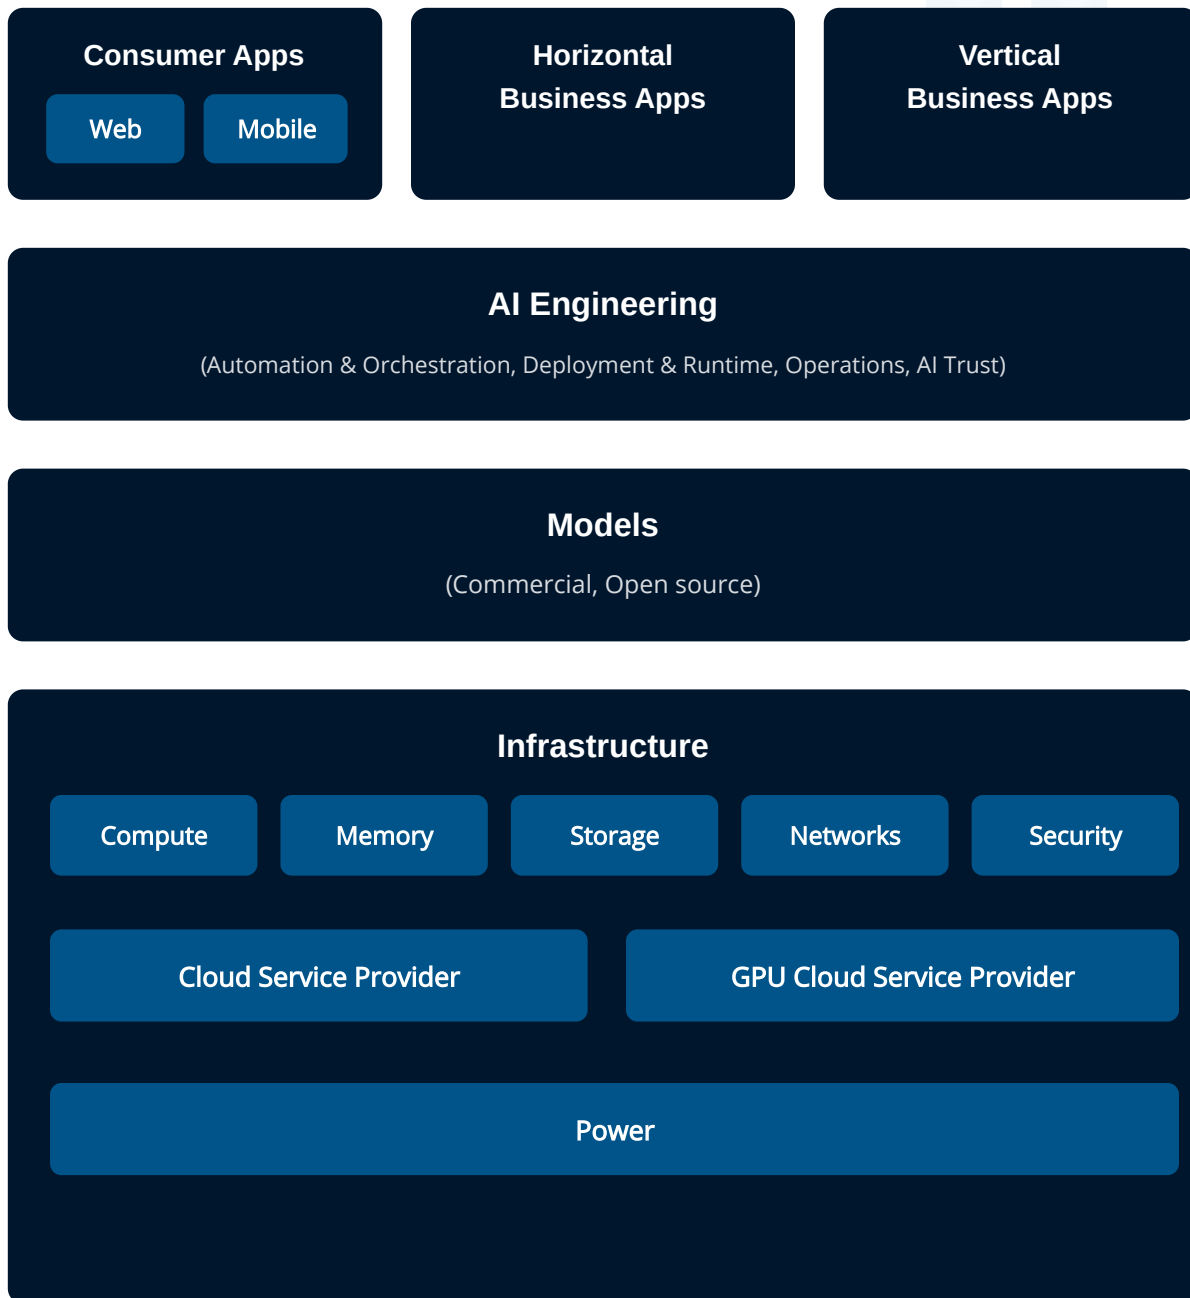 Consumer Apps
Web
Mobile
Horizontal
Business Apps
Vertical
Business Apps
AI Engineering
(Automation & Orchestration, Deployment & Runtime, Operations, AI Trust)
Models
(Commercial, Open source)
Infrastructure
Compute
Memory
Storage
Networks
Security
Cloud Service Provider
GPU Cloud Service Provider
Power